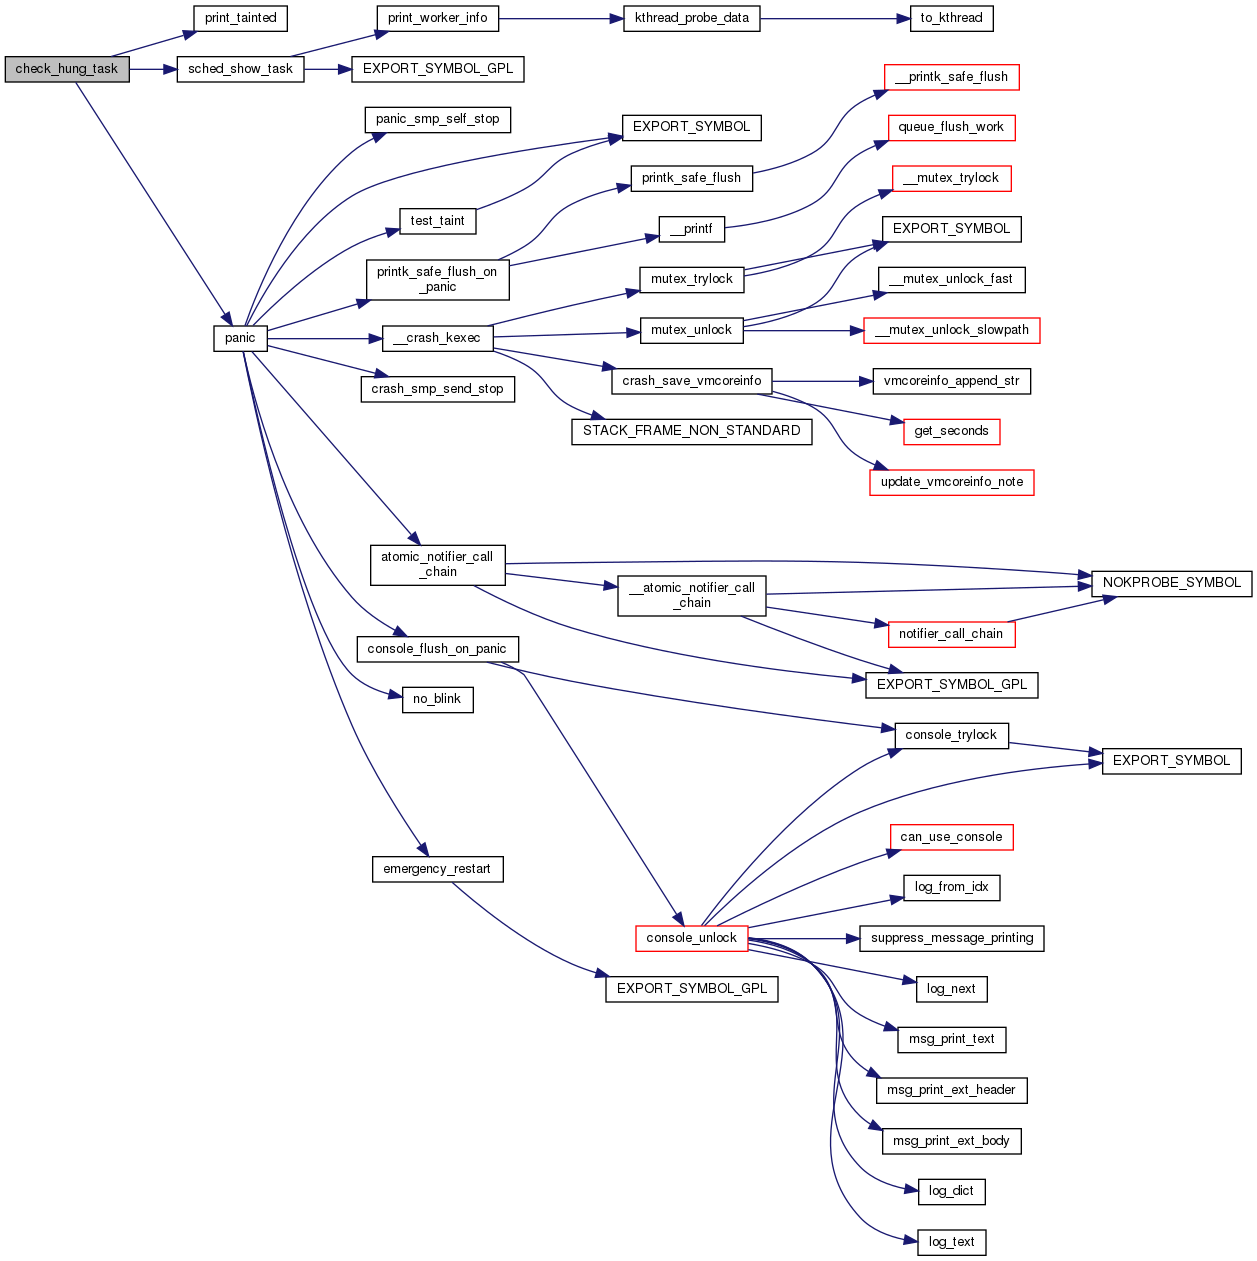 print_tainted
print_worker_info
kthread_probe_data
to_kthread
check_hung_task
sched_show_task
EXPORT_SYMBOL_GPL
__printk_safe_flush
panic_smp_self_stop
EXPORT_SYMBOL
queue_flush_work
printk_safe_flush
__mutex_trylock
test_taint
__printf
EXPORT_SYMBOL
printk_safe_flush_on
_panic
mutex_trylock
__mutex_unlock_fast
panic
__crash_kexec
mutex_unlock
__mutex_unlock_slowpath
crash_smp_send_stop
crash_save_vmcoreinfo
vmcoreinfo_append_str
STACK_FRAME_NON_STANDARD
get_seconds
update_vmcoreinfo_note
atomic_notifier_call
_chain
__atomic_notifier_call
_chain
NOKPROBE_SYMBOL
notifier_call_chain
console_flush_on_panic
EXPORT_SYMBOL_GPL
no_blink
console_trylock
EXPORT_SYMBOL
can_use_console
emergency_restart
log_from_idx
console_unlock
suppress_message_printing
EXPORT_SYMBOL_GPL
log_next
msg_print_text
msg_print_ext_header
msg_print_ext_body
log_dict
log_text